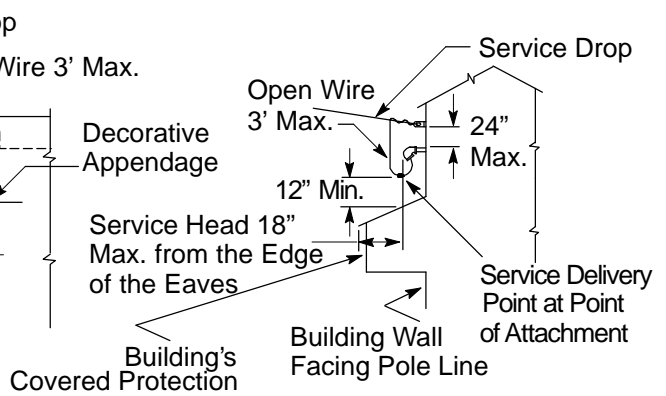 Wire 3’ Max.
Decorative
Appendage
Service Drop
Open Wire
3’ Max.
24”
Max.
12” Min.
Service Head 18”
Max. from the Edge
of the Eaves
Service Delivery
Point at Point
of Attachment
Building Wall
Facing Pole Line
Building’s
Covered Protection